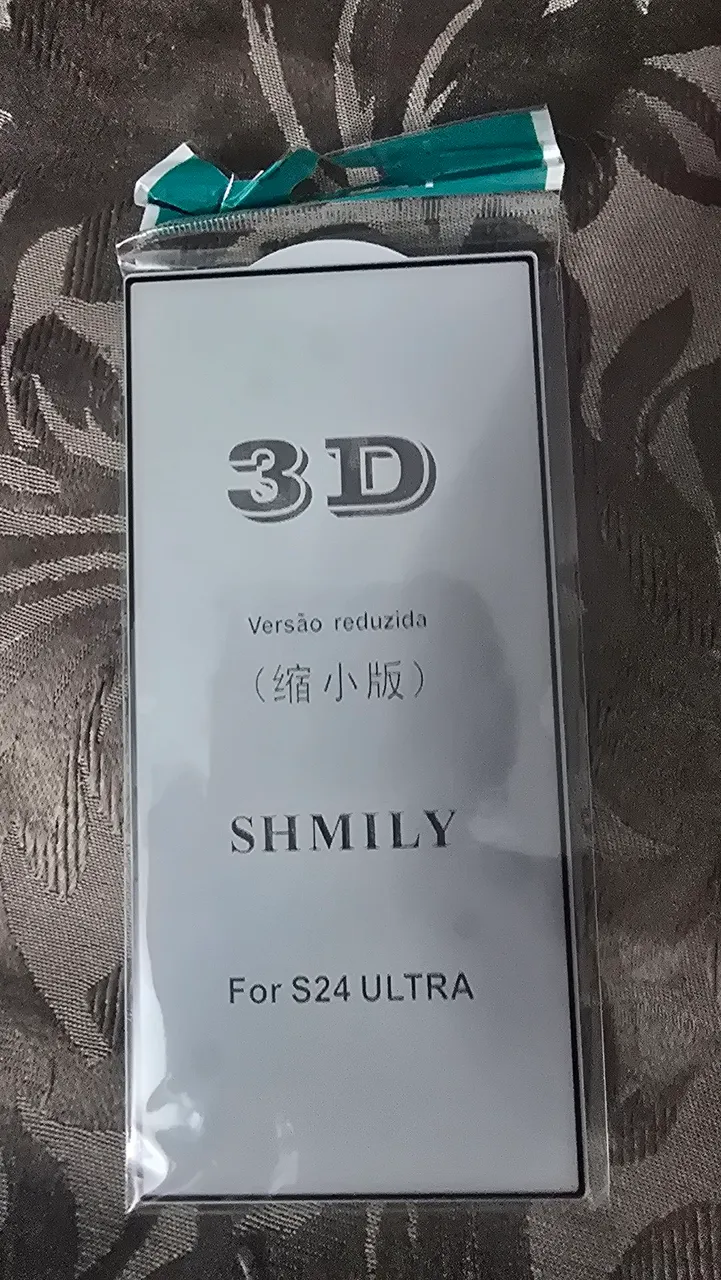 3D
Versão reduzida
（缩小版）
SHMILY
For S24 ULTRA